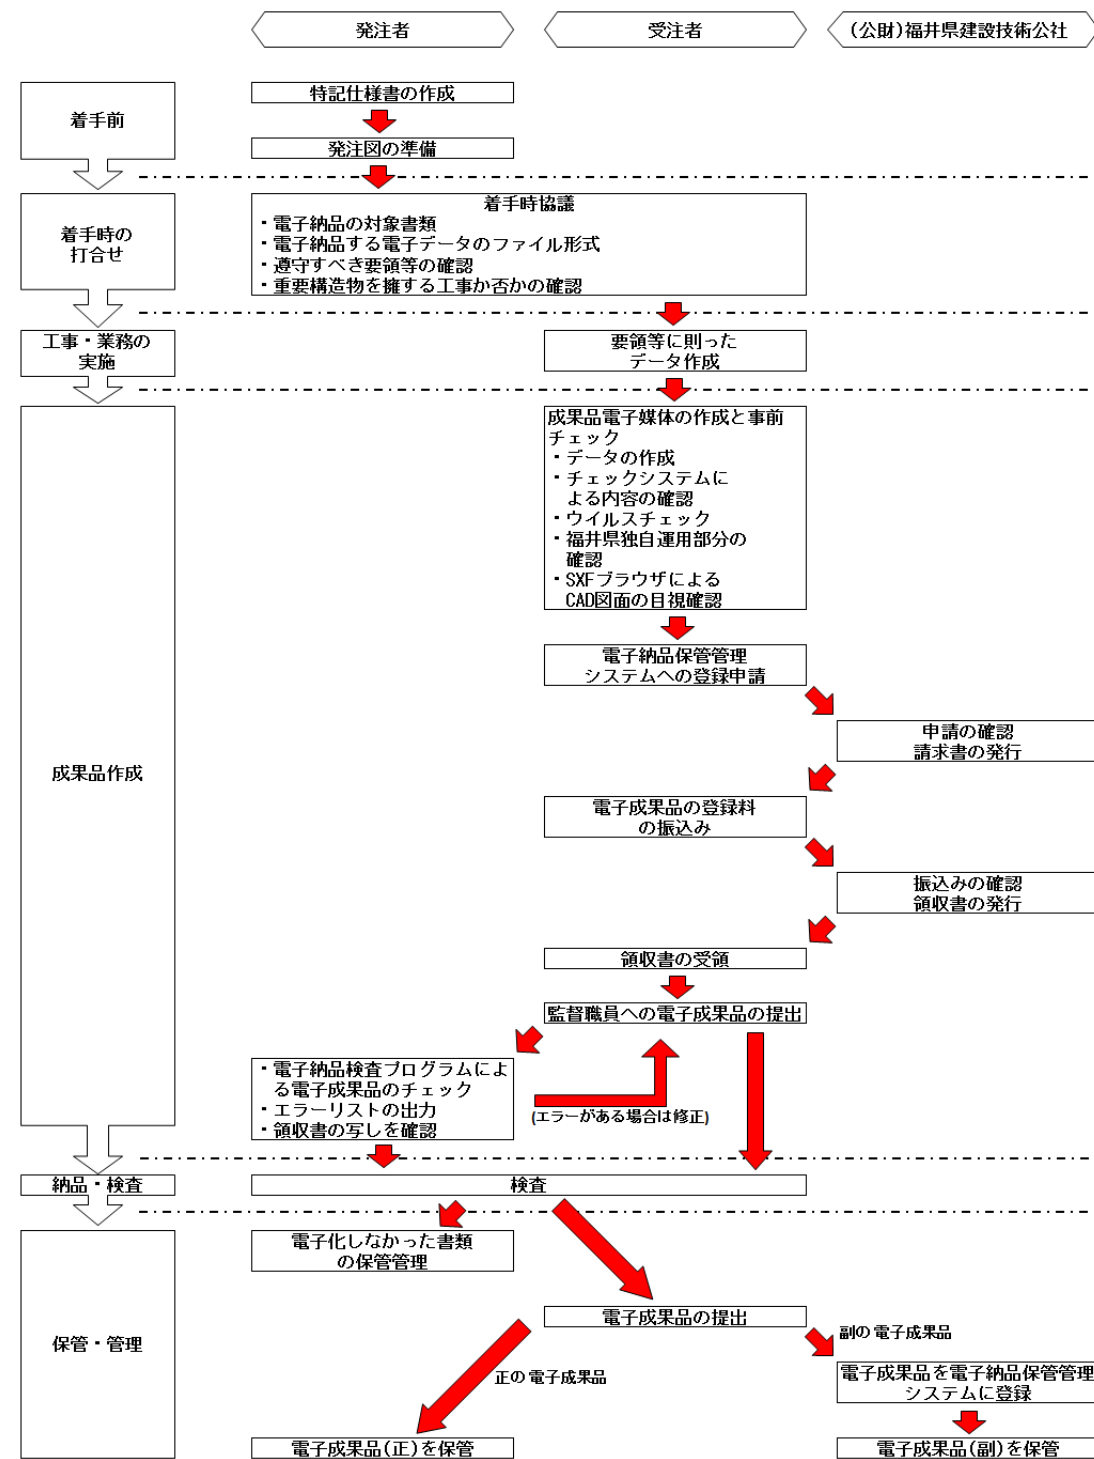 発注者
受注者
(公財)福井県建設技術公社
着手前
特記仕様書の作成
発注図の準備
着手時の
打合せ
着手時協議
・電子納品の対象書類
・電子納品する電子データのファイル形式
・遵守すべき要領等の確認
・重要構造物を擁する工事か否かの確認
工事・業務の
実施
要領等に則った
データ作成
成果品作成
成果品電子媒体の作成と事前
チェック
・データの作成
・チェックシステムに
よる内容の確認
・ウイルスチェック
・福井県独自運用部分の
確認
・SXFブラウザによる
CAD図面の目視確認
電子納品保管管理
システムへの登録申請
申請の確認
請求書の発行
電子成果品の登録料
の振込み
振込みの確認
領収書の発行
領収書の受領
監督職員への電子成果品の提出
・電子納品検査プログラムによ
る電子成果品のチェック
・エラーリストの出力
・領収書の写しを確認
(エラーがある場合は修正)
納品・検査
検査
保管・管理
電子化しなかった書類
の保管管理
電子成果品の提出
副の電子成果品
正の電子成果品
電子成果品を電子納品保管管理
システムに登録
電子成果品(正)を保管
電子成果品(副)を保管